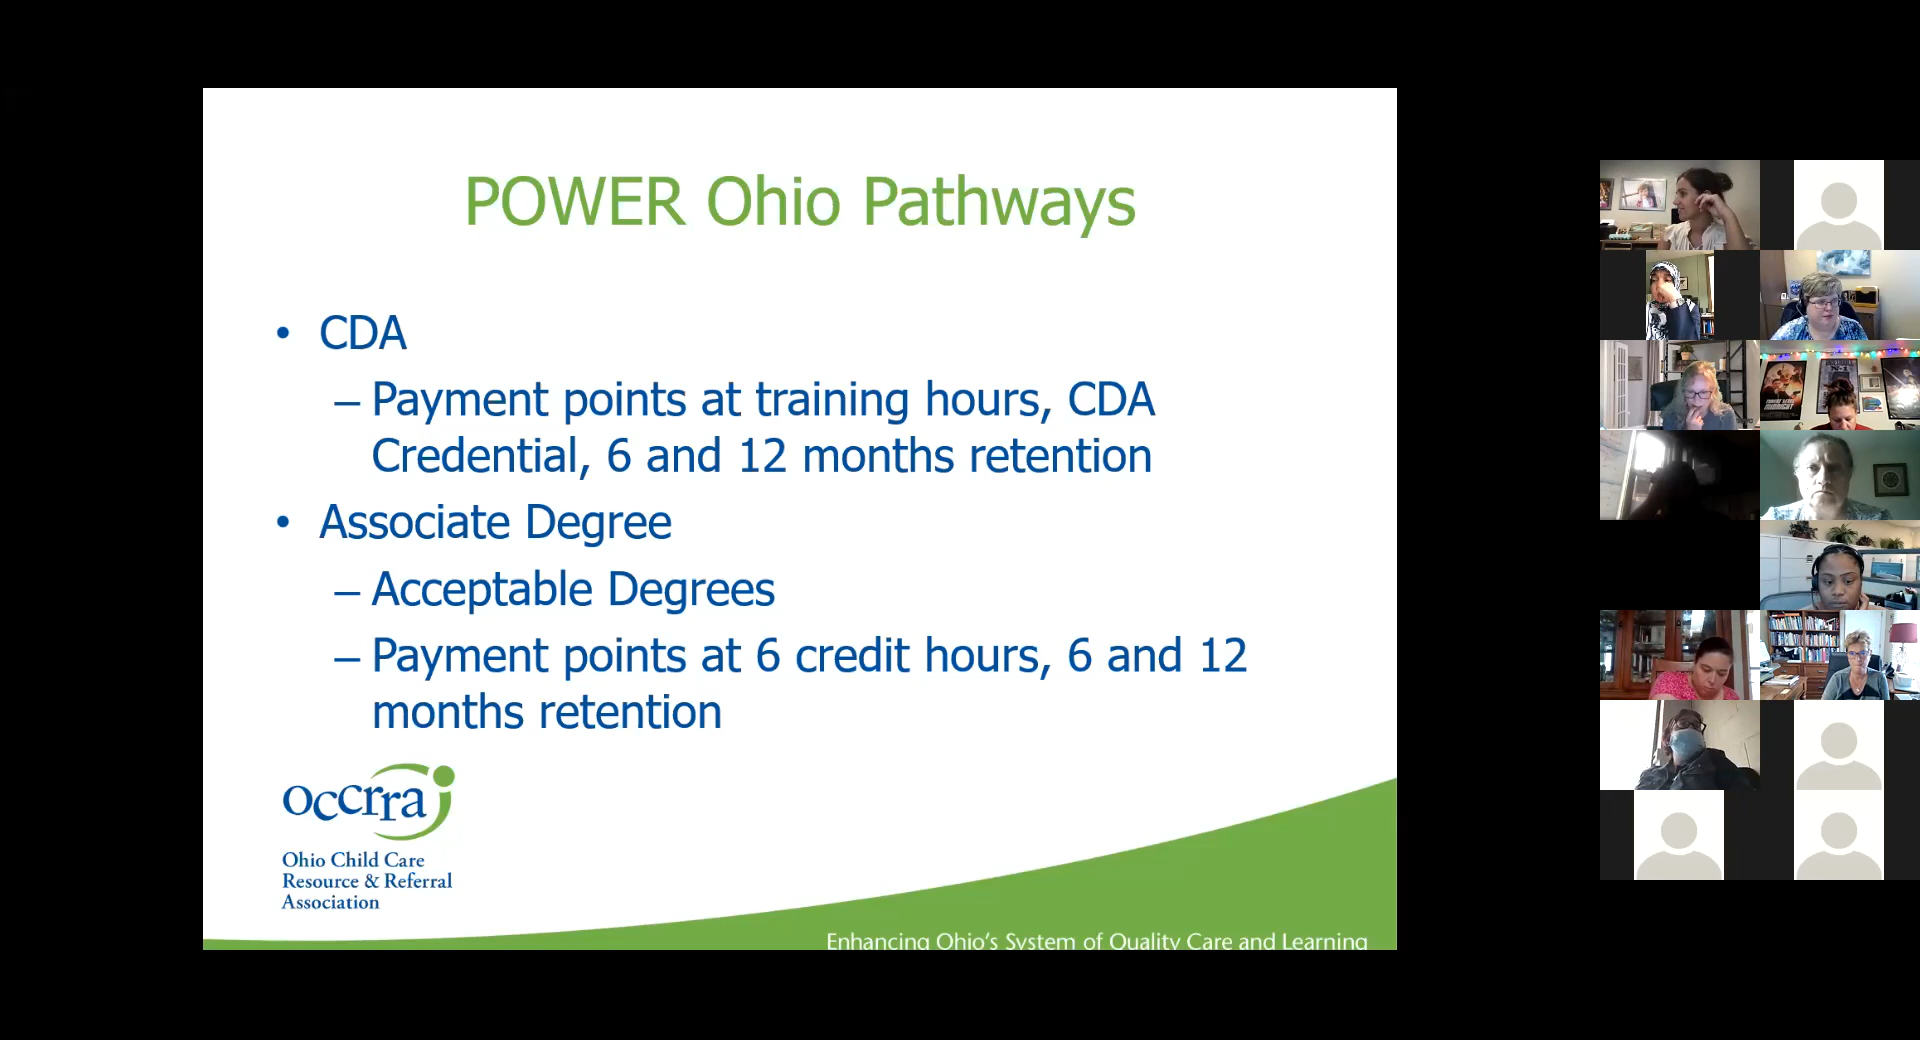 POWER Ohio Pathways
• CDA
– Payment points at training hours, CDA
Credential, 6 and 12 months retention
• Associate Degree
– Acceptable Degrees
– Payment points at 6 credit hours, 6 and 12
months retention
occrra
Ohio Child Care
Resource & Referral
Association
Enhancing Ohio's System of Quality Care and Learning